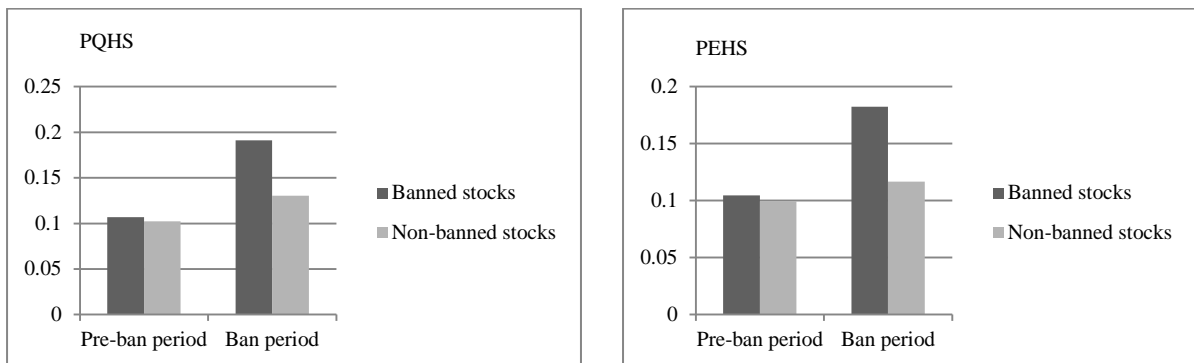 PQHS
0.25
0.2
0.15
0.1
0.05
0
Pre-ban period
Ban period
Banned stocks
Non-banned stocks
PEHS
0.2
0.15
0.1
0.05
0
Pre-ban period
Ban period
Banned stocks
Non-banned stocks